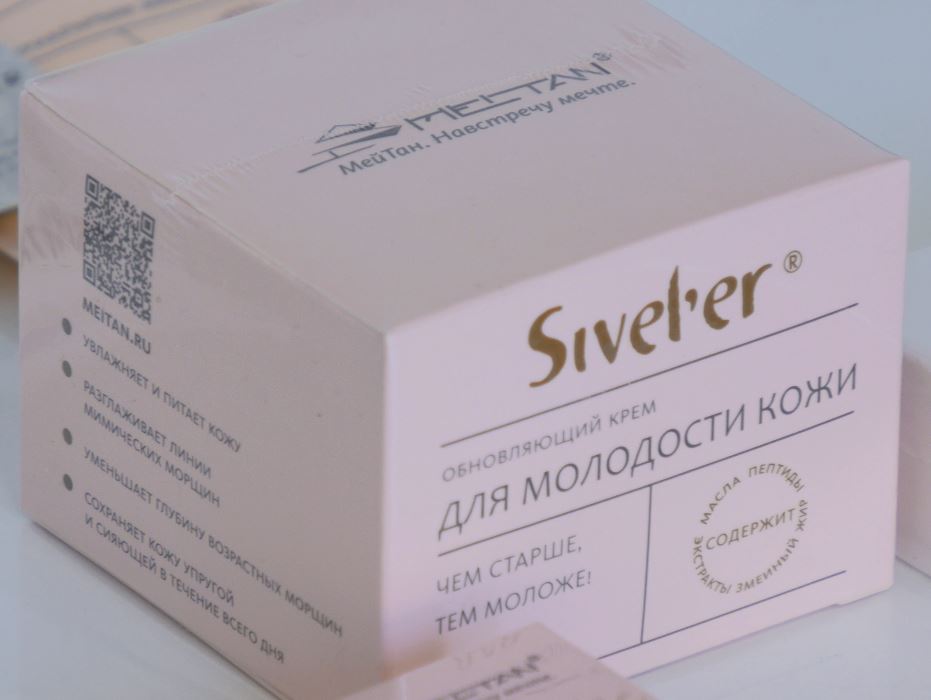 MEITAN®
МейТан. Навстречу мечте.
Sivel'er®
ОБНОВЛЯЮЩИЙ КРЕМ
ДЛЯ МОЛОДОСТИ КОЖИ
ЧЕМ СТАРШЕ,
ТЕМ МОЛОЖЕ!
СОДЕРЖИТ
МАСЛА ПЕПТИДЫ ЗМЕИНЫЙ ЖИР ЭКСТРАКТЫ
MEITAN.RU
УВЛАЖНЯЕТ И ПИТАЕТ КОЖУ
РАЗГЛАЖИВАЕТ ЛИНИИ
МИМИЧЕСКИХ МОРЩИН
УМЕНЬШАЕТ ГЛУБИНУ ВОЗРАСТНЫХ МОРЩИН
СОХРАНЯЕТ КОЖУ УПРУГОЙ
И СИЯЮЩЕЙ В ТЕЧЕНИЕ ВСЕГО ДНЯ
MEITAN®